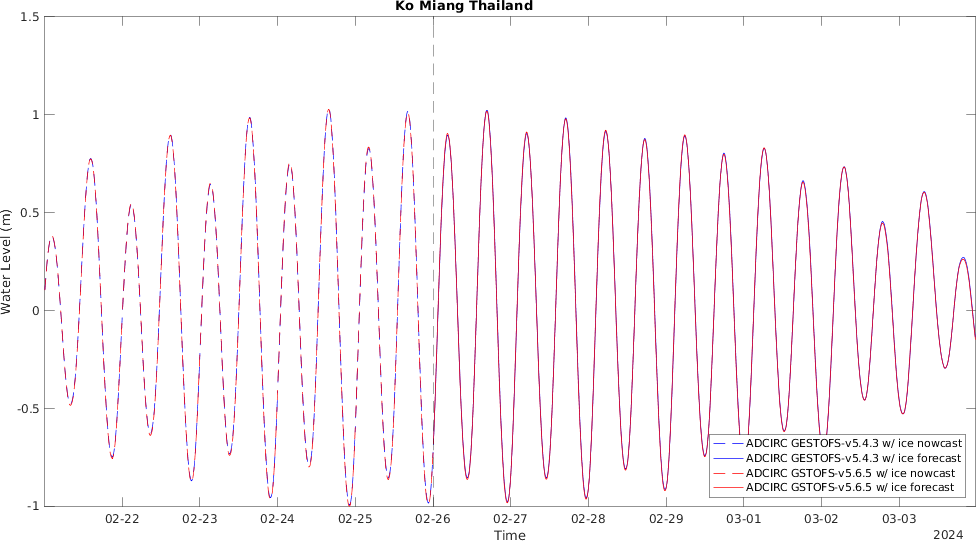 Ko Miang Thailand
1.5
1
0.5
0
-0.5
-1
Water Level (m)
ADCIRC GESTOFS-v5.4.3 w/ ice nowcast
ADCIRC GESTOFS-v5.4.3 w/ ice forecast
ADCIRC GSTOFS-v5.6.5 w/ ice nowcast
ADCIRC GSTOFS-v5.6.5 w/ ice forecast
02-22 02-23 02-24 02-25 02-26 02-27 02-28 02-29 03-01 03-02 03-03
Time
2024